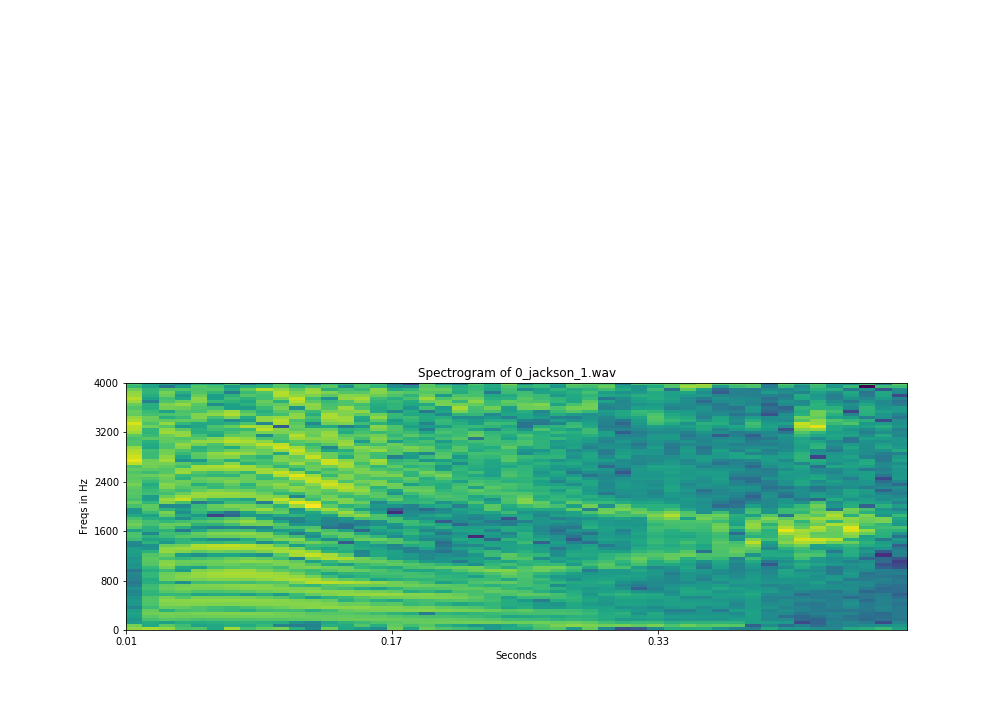 Spectrogram of 0_jackson_1.wav
4000
3200
2400
1600
800
0
Freqs in Hz
0.01 0.17 0.33
Seconds